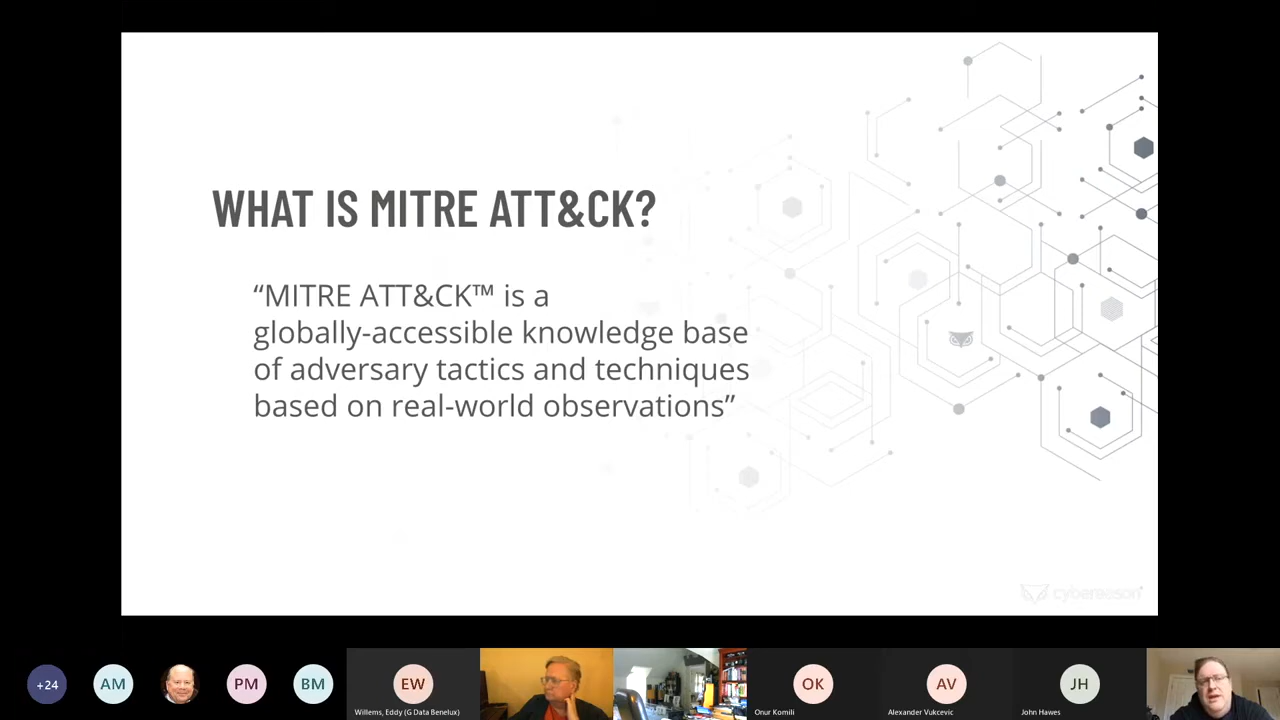 WHAT IS MITRE ATT&CK?
“MITRE ATT&CK™ is a
globally-accessible knowledge base
of adversary tactics and techniques
based on real-world observations”
cybereason
+24
AM
PM
BM
EW
Willems, Eddy (G Data Benelux)
OK
Onur Komili
AV
Alexander Vukcevic
JH
John Hawes